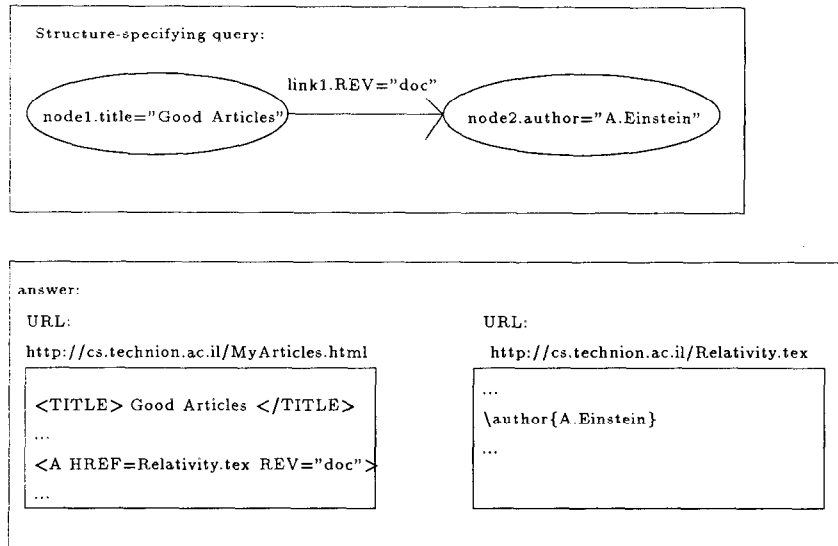 Structure-specifying query:
link1.REV="doc"
node1.title="Good Articles"
node2.author="A.Einstein"
answer:
URL:
http://cs.technion.ac.il/MyArticles.html
<TITLE> Good Articles </TITLE>
...
<A HREF=Relativity.tex REV="doc">
...
URL:
http://cs.technion.ac.il/Relativity.tex
...
\author{A.Einstein}
...